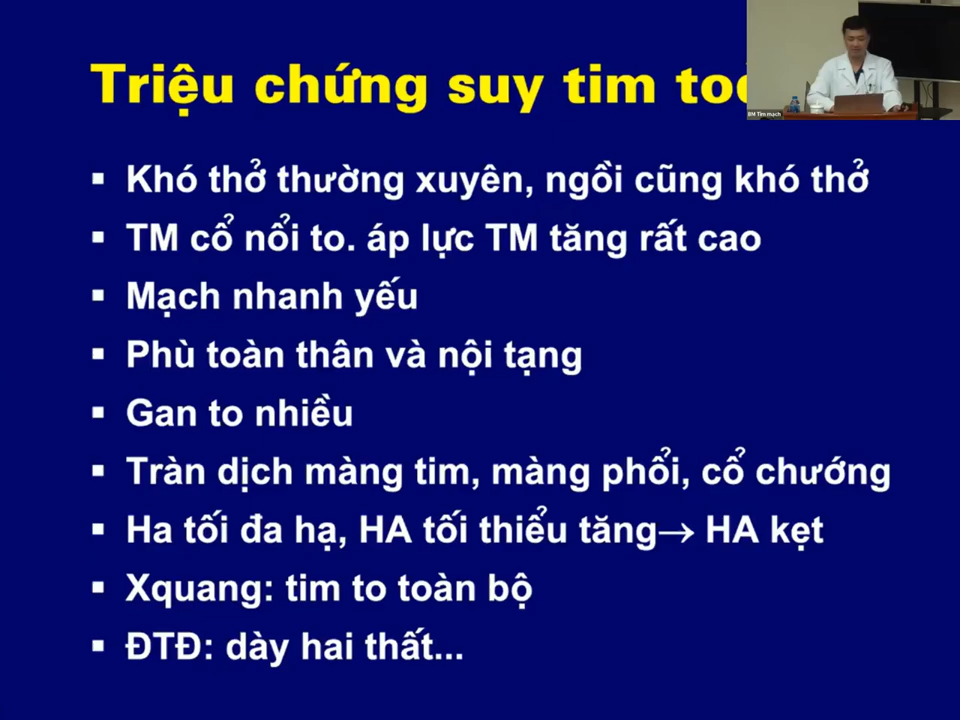 Triệu chứng suy tim
BM Tim mạch
Khó thở thường xuyên, ngồi cũng khó thở
TM cổ nổi to. áp lực TM tăng rất cao
Mạch nhanh yếu
Phù toàn thân và nội tạng
Gan to nhiều
Tràn dịch màng tim, màng phổi, cổ chướng
Ha tối đa hạ, HA tối thiểu tăng→ HA kẹt
Xquang: tim to toàn bộ
ĐTĐ: dày hai thất...